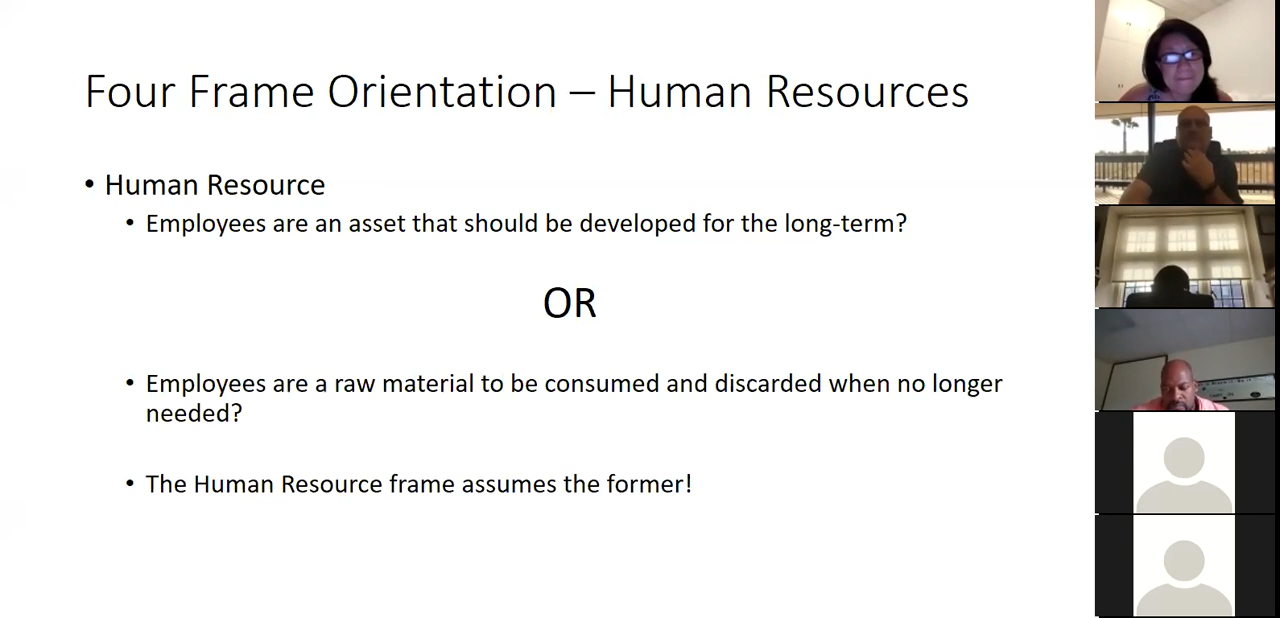 Four Frame Orientation – Human Resources
• Human Resource
• Employees are an asset that should be developed for the long-term?
OR
• Employees are a raw material to be consumed and discarded when no longer
needed?
• The Human Resource frame assumes the former!